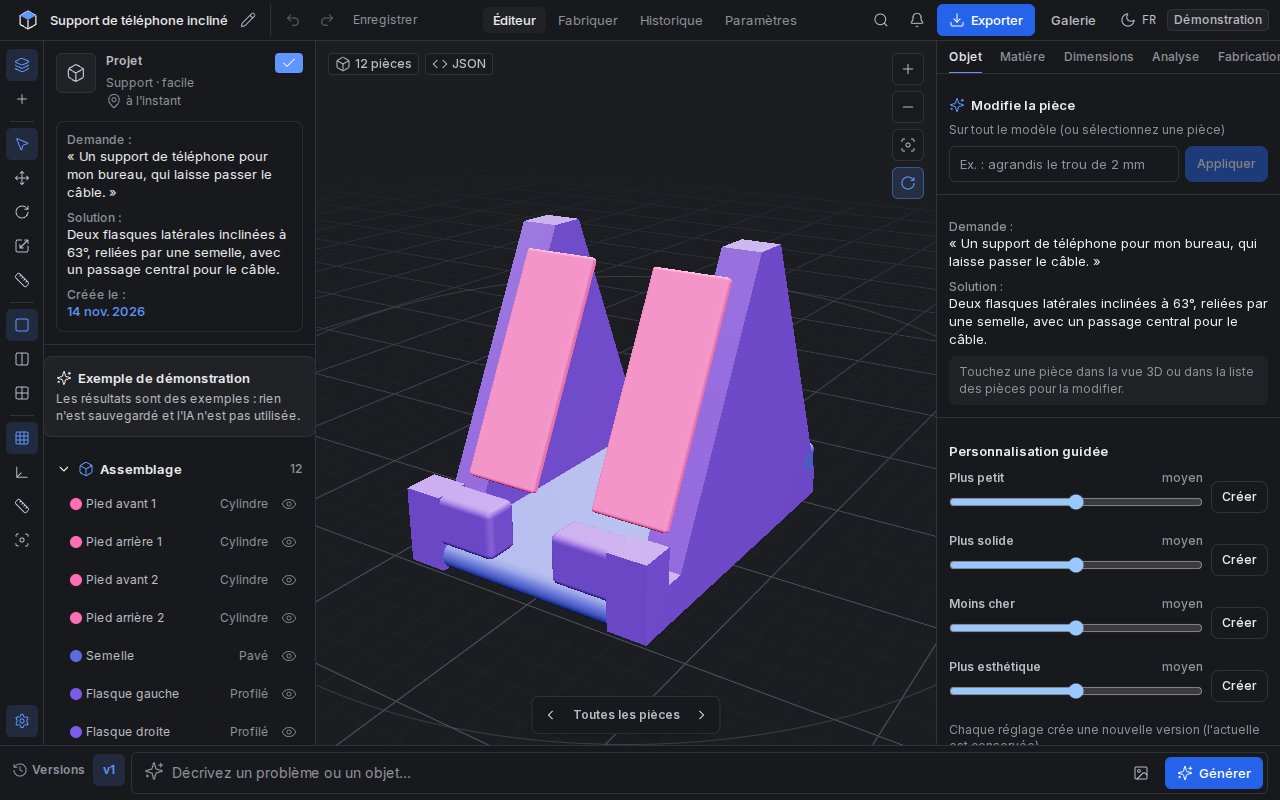 Support de téléphone incliné
Enregistrer
Éditeur
Fabriquer
Historique
Paramètres
Exporter
Galerie
FR
Démonstration
Projet
Support · facile
à l'instant
Demande :
« Un support de téléphone pour
mon bureau, qui laisse passer le
câble. »
Solution :
Deux flasques latérales inclinées à
63°, reliées par une semelle, avec
un passage central pour le câble.
Créée le :
14 nov. 2026
Exemple de démonstration
Les résultats sont des exemples : rien
n'est sauvegardé et l'IA n'est pas utilisée.
Assemblage 12
Pied avant 1 Cylindre
Pied arrière 1 Cylindre
Pied avant 2 Cylindre
Pied arrière 2 Cylindre
Semelle Pavé
Flasque gauche Profilé
Flasque droite Profilé
12 pièces
JSON
Toutes les pièces
Objet
Matière
Dimensions
Analyse
Fabrication
Modifie la pièce
Sur tout le modèle (ou sélectionnez une pièce)
Ex. : agrandis le trou de 2 mm
Appliquer
Demande :
« Un support de téléphone pour mon bureau, qui
laisse passer le câble. »
Solution :
Deux flasques latérales inclinées à 63°, reliées par
une semelle, avec un passage central pour le
câble.
Touchez une pièce dans la vue 3D ou dans la liste
des pièces pour la modifier.
Personnalisation guidée
Plus petit moyen
Créer
Plus solide moyen
Créer
Moins cher moyen
Créer
Plus esthétique moyen
Créer
Chaque réglage crée une nouvelle version (l'actuelle
est conservée)
Versions
v1
Décrivez un problème ou un objet...
Générer